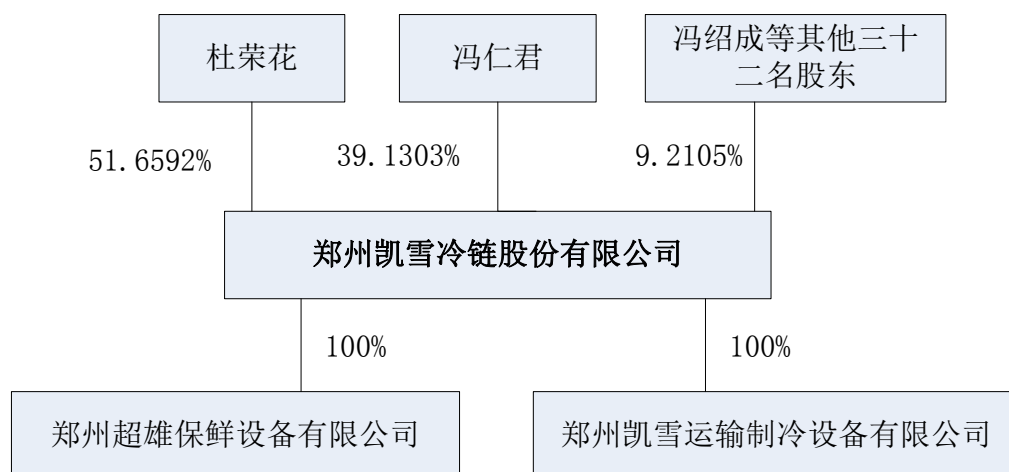 杜荣花
冯仁君
冯绍成等其他三十
二名股东
51.6592%
39.1303%
9.2105%
郑州凯雪冷链股份有限公司
100%
100%
郑州超雄保鲜设备有限公司
郑州凯雪运输制冷设备有限公司